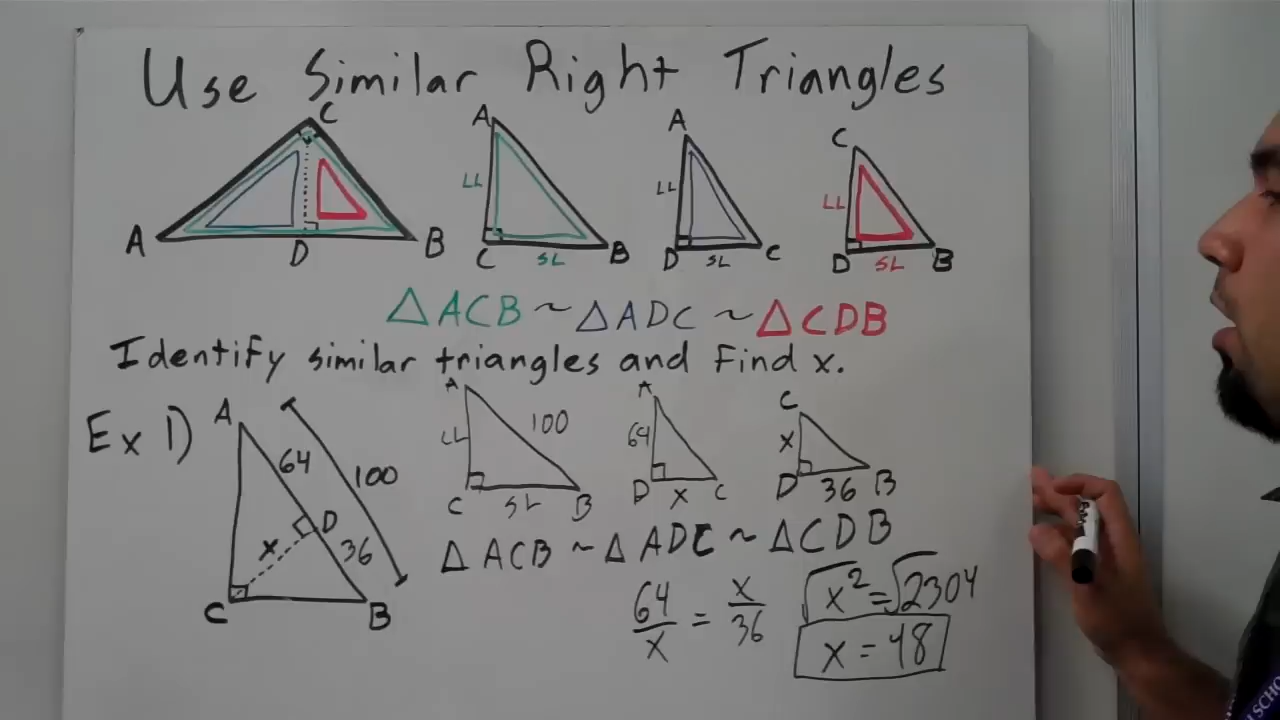 Use Similar Right Triangles
C
A D B
A LL C SL B
A LL D SL C
C LL D SL B
△ACB ~ △ADC ~ △CDB
Identify similar triangles and Find x.
Ex 1)
A 64 100 D x 36 C B
A LL 100 C SL B
A 64 D x C
C x D 36 B
△ACB ~ △ADC ~ △CDB
64/x = x/36
√x² = √2304
x = 48